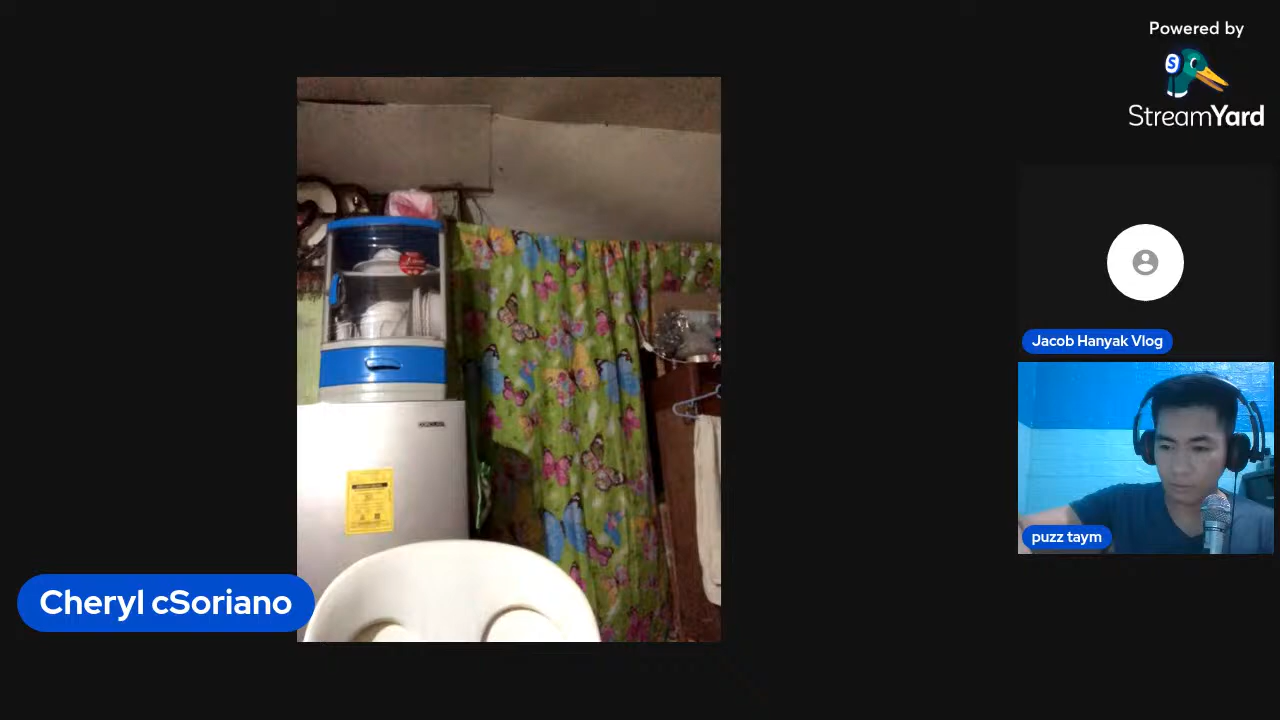 Powered by
StreamYard
Jacob Hanyak Vlog
puzz taym
Cheryl cSoriano